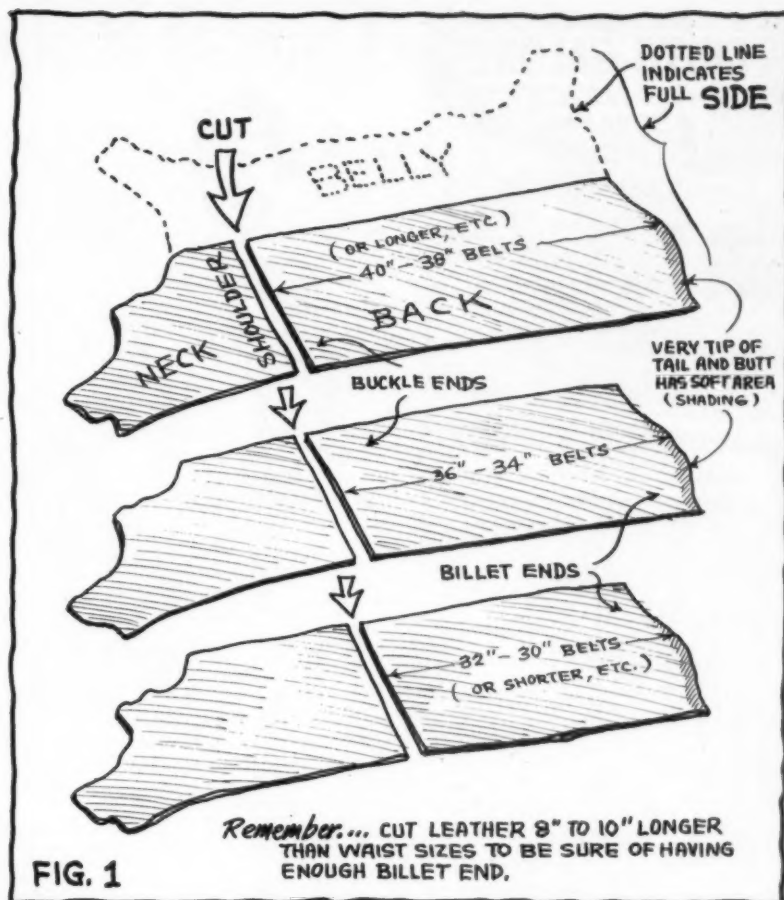 DOTTED LINE
INDICATES
FULL SIDE
CUT
BELLY
(OR LONGER, ETC.)
40"-38" BELTS
BACK
SHOULDER
NECK
BUCKLE ENDS
VERY TIP OF
TAIL AND BUTT
HAS SOFT AREA
(SHADING)
36"-34" BELTS
BILLET ENDS
32"-30" BELTS
(OR SHORTER, ETC.)
Remember.... CUT LEATHER 8" TO 10" LONGER
THAN WAIST SIZES TO BE SURE OF HAVING
ENOUGH BILLET END.
FIG. 1